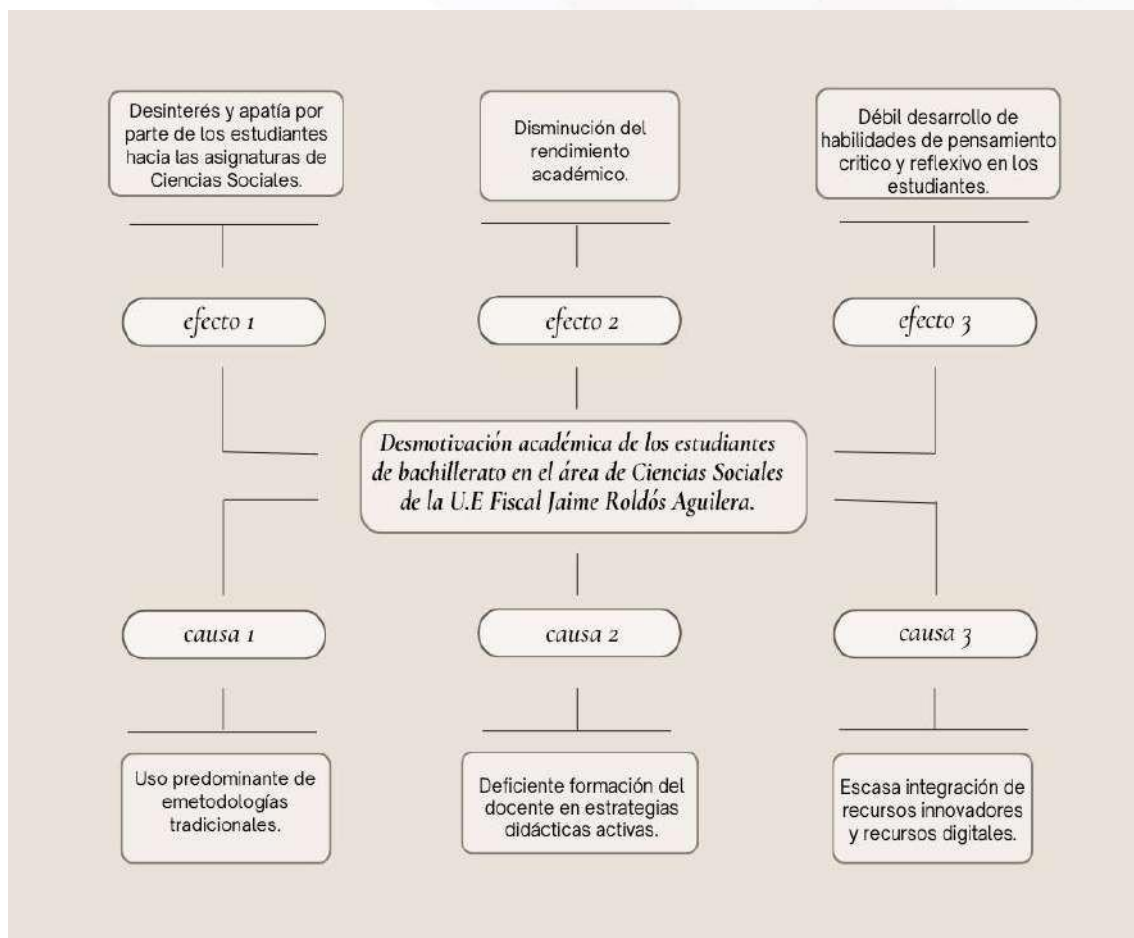 Desinterés y apatía por
parte de los estudiantes
hacia las asignaturas de
Ciencias Sociales.
Disminución del
rendimiento
académico.
Débil desarrollo de
habilidades de pensamiento
critico y reflexivo en los
estudiantes.
efecto 1
efecto 2
efecto 3
Desmotivación académica de los estudiantes
de bachillerato en el área de Ciencias Sociales
de la U.E Fiscal Jaime Roldós Aguilera.
causa 1
causa 2
causa 3
Uso predominante de
emetodologías
tradicionales.
Deficiente formación del
docente en estrategias
didácticas activas.
Escasa integración de
recursos innovadores
y recursos digitales.